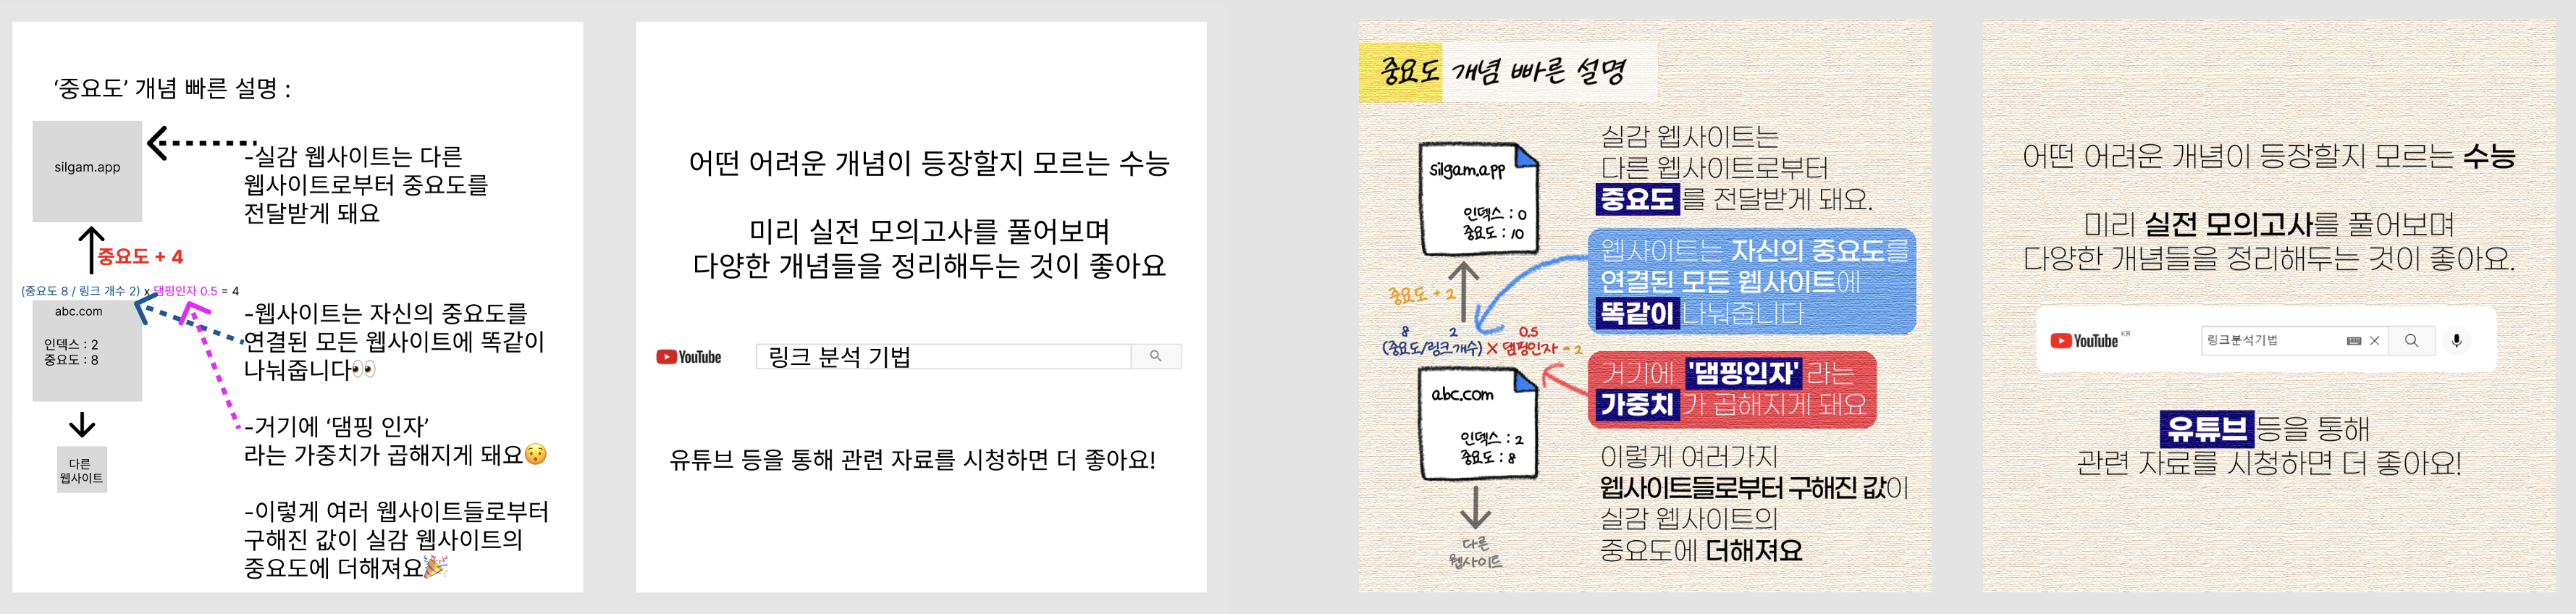 ‘중요도’ 개념 빠른 설명 :
silgam.app
-실감 웹사이트는 다른
웹사이트로부터 중요도를
전달받게 돼요
중요도 + 4
(중요도 8 / 링크 개수 2) x 댐핑인자 0.5 = 4
abc.com
인덱스 : 2
중요도 : 8
-웹사이트는 자신의 중요도를
연결된 모든 웹사이트에 똑같이
나눠줍니다👀
-거기에 ‘댐핑 인자’
라는 가중치가 곱해지게 돼요😯
다른
웹사이트
-이렇게 여러 웹사이트들로부터
구해진 값이 실감 웹사이트의
중요도에 더해져요🎉
어떤 어려운 개념이 등장할지 모르는 수능
미리 실전 모의고사를 풀어보며
다양한 개념들을 정리해두는 것이 좋아요
YouTube
링크 분석 기법
유튜브 등을 통해 관련 자료를 시청하면 더 좋아요!
중요도 개념 빠른 설명
실감 웹사이트는
다른 웹사이트로부터
중요도를 전달받게 돼요.
silgam.app
인덱스 : 0
중요도 : 10
웹사이트는 자신의 중요도를
연결된 모든 웹사이트에
똑같이 나눠줍니다
중요도 + 2
8 2 0.5
(중요도/링크개수) X 댐핑인자 = 2
거기에 '댐핑인자' 라는
가중치가 곱해지게 돼요
abc.com
인덱스 : 2
중요도 : 8
이렇게 여러가지
웹사이트들로부터 구해진 값이
실감 웹사이트의
중요도에 더해져요
다른
웹사이트
어떤 어려운 개념이 등장할지 모르는 수능
미리 실전 모의고사를 풀어보며
다양한 개념들을 정리해두는 것이 좋아요.
YouTube KR
링크분석기법
유튜브 등을 통해
관련 자료를 시청하면 더 좋아요!